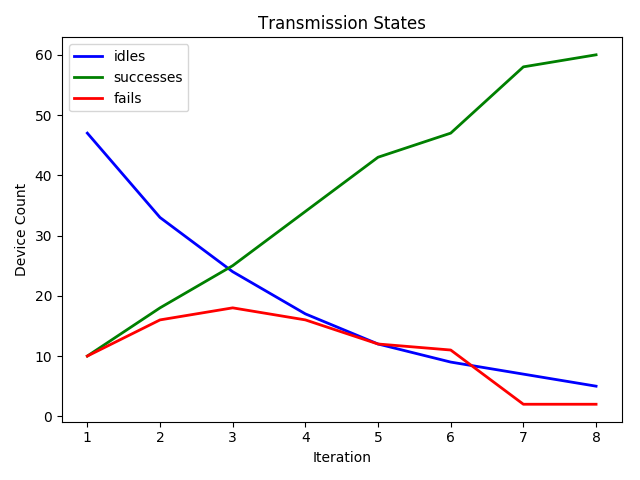 Transmission States
idles
successes
fails
Device Count
60
50
40
30
20
10
0
1 2 3 4 5 6 7 8
Iteration